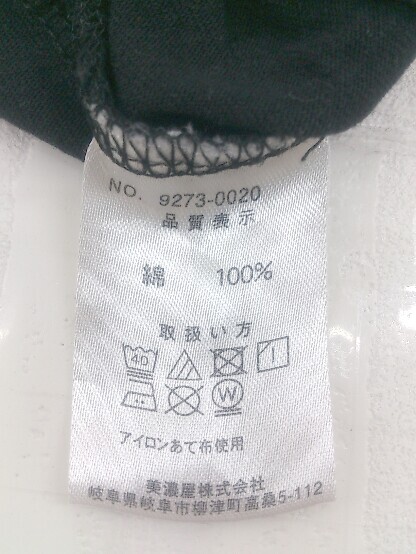 NO. 9273-0020
品質表示
綿 100%
取扱い方
40
W
アイロンあて布使用
美濃屋株式会社
岐阜県岐阜市柳津町高桑5-112